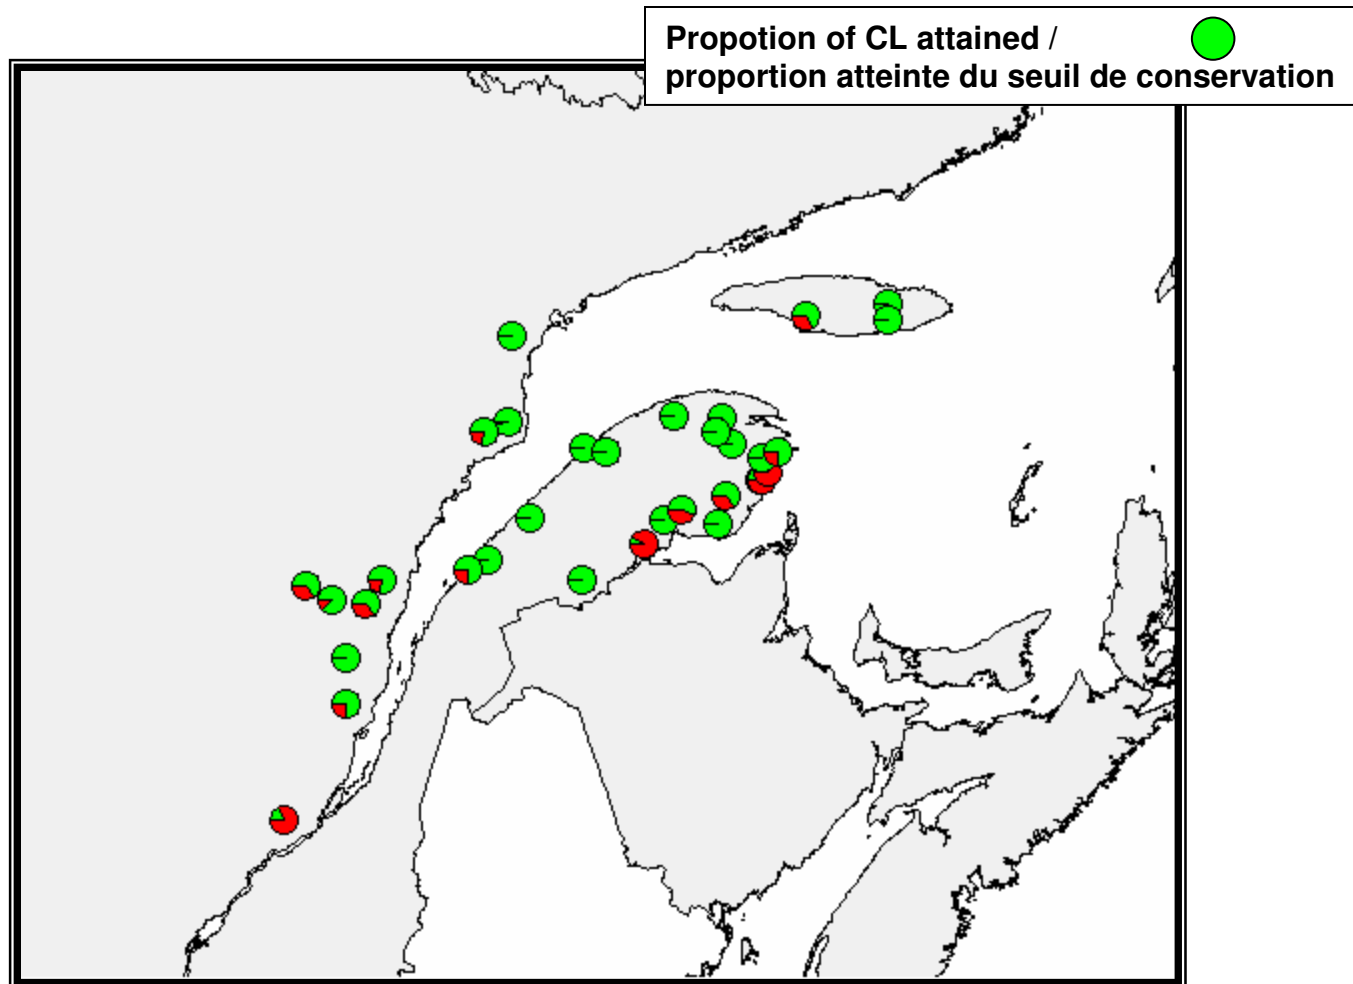 Propotion of CL attained /
proportion atteinte du seuil de conservation